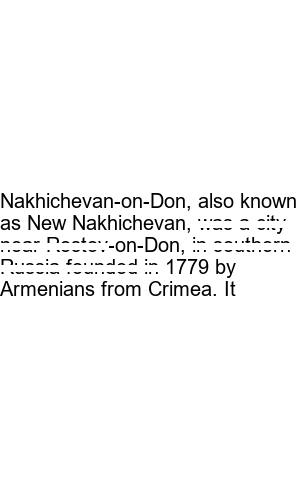 Nakhichevan-on-Don, also known
as New Nakhichevan, was a city
near Rostov-on-Don, in southern
Russia founded in 1779 by
Armenians from Crimea. It